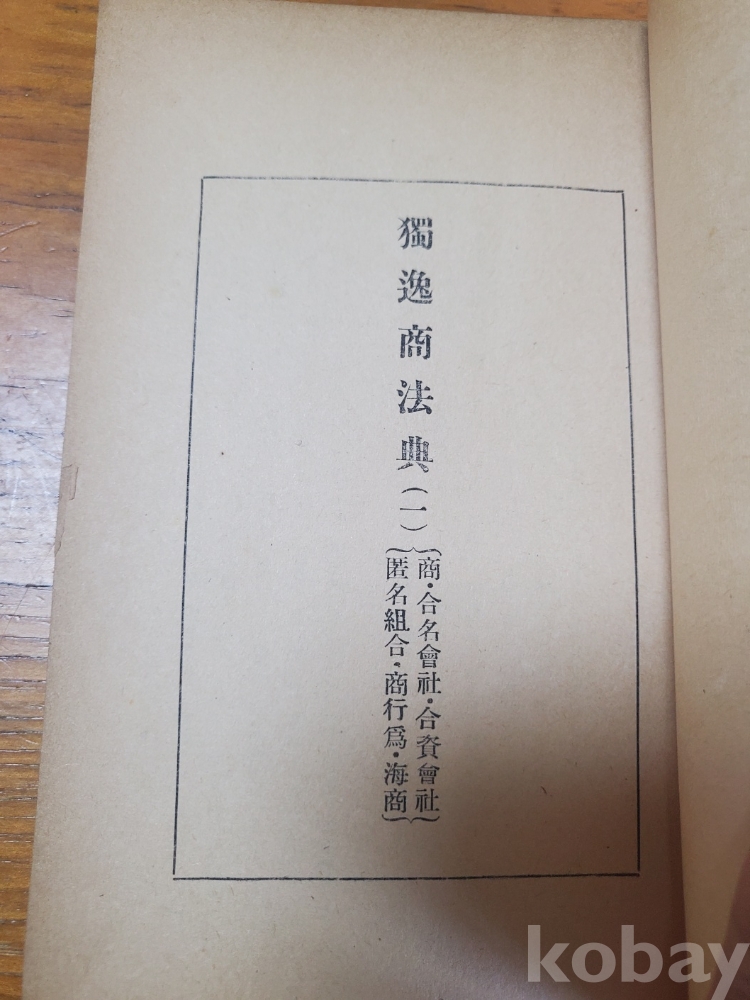 獨逸商法典（一）
商・合名會社・合資會社
匿名組合・商行爲・海商
kobay